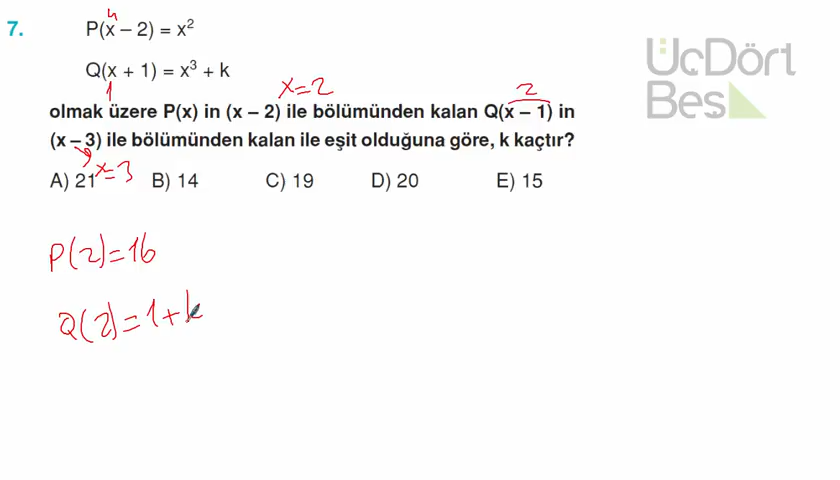 4
7. P(x – 2) = x²
Q(x + 1) = x³ + k
1 x=2 2
olmak üzere P(x) in (x – 2) ile bölümünden kalan Q(x – 1) in
(x – 3) ile bölümünden kalan ile eşit olduğuna göre, k kaçtır?
x=3
A) 21 B) 14 C) 19 D) 20 E) 15
P(2)=16
Q(2)=1+k
ÜçDört
Beş